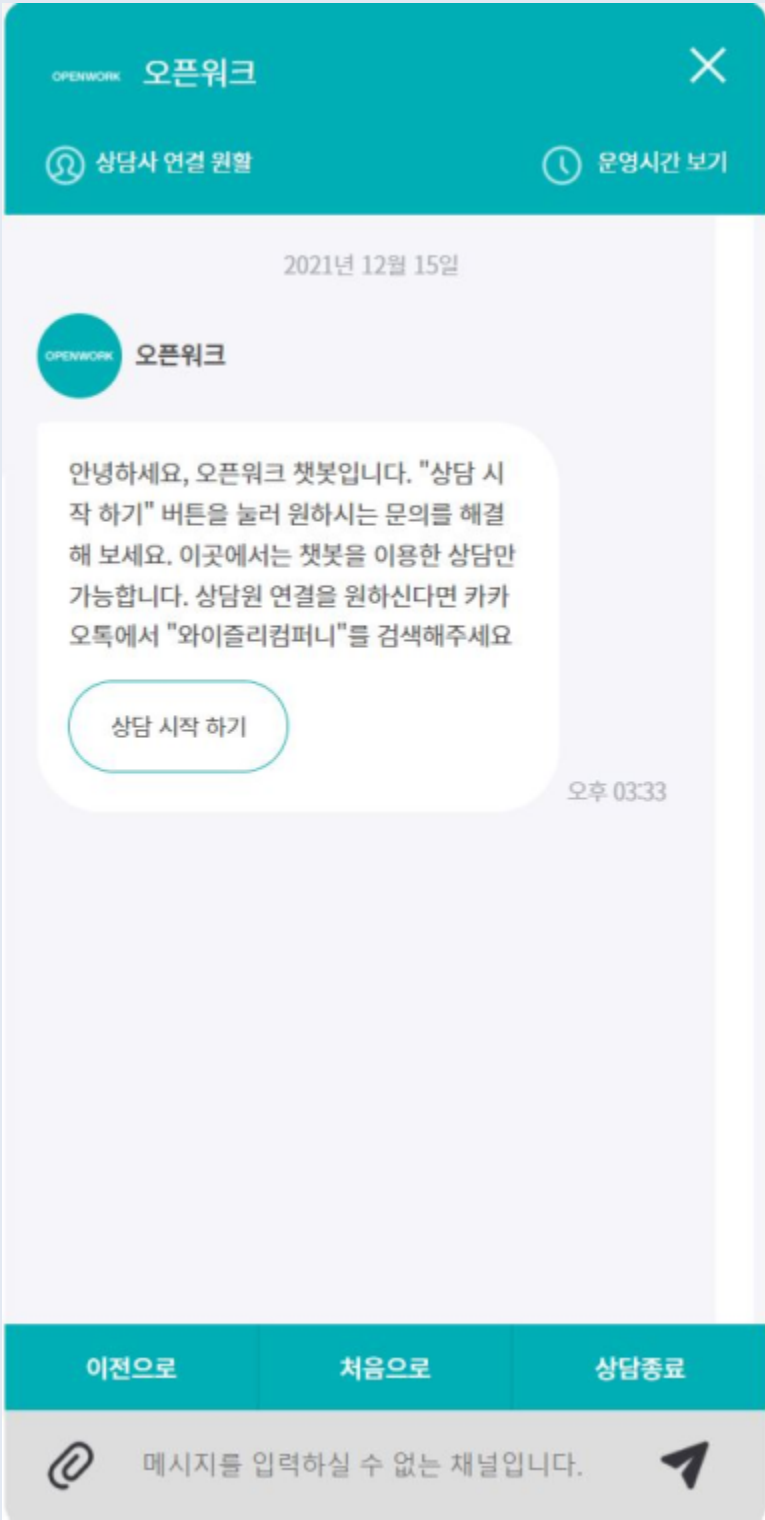 OPENWORK 오픈워크
상담사 연결 원활
운영시간 보기
2021년 12월 15일
OPENWORK 오픈워크
안녕하세요, 오픈워크 챗봇입니다. "상담 시
작 하기" 버튼을 눌러 원하시는 문의를 해결
해 보세요. 이곳에서는 챗봇을 이용한 상담만
가능합니다. 상담원 연결을 원하신다면 카카
오톡에서 "와이즐리컴퍼니"를 검색해주세요
상담 시작 하기
오후 03:33
이전으로
처음으로
상담종료
메시지를 입력하실 수 없는 채널입니다.